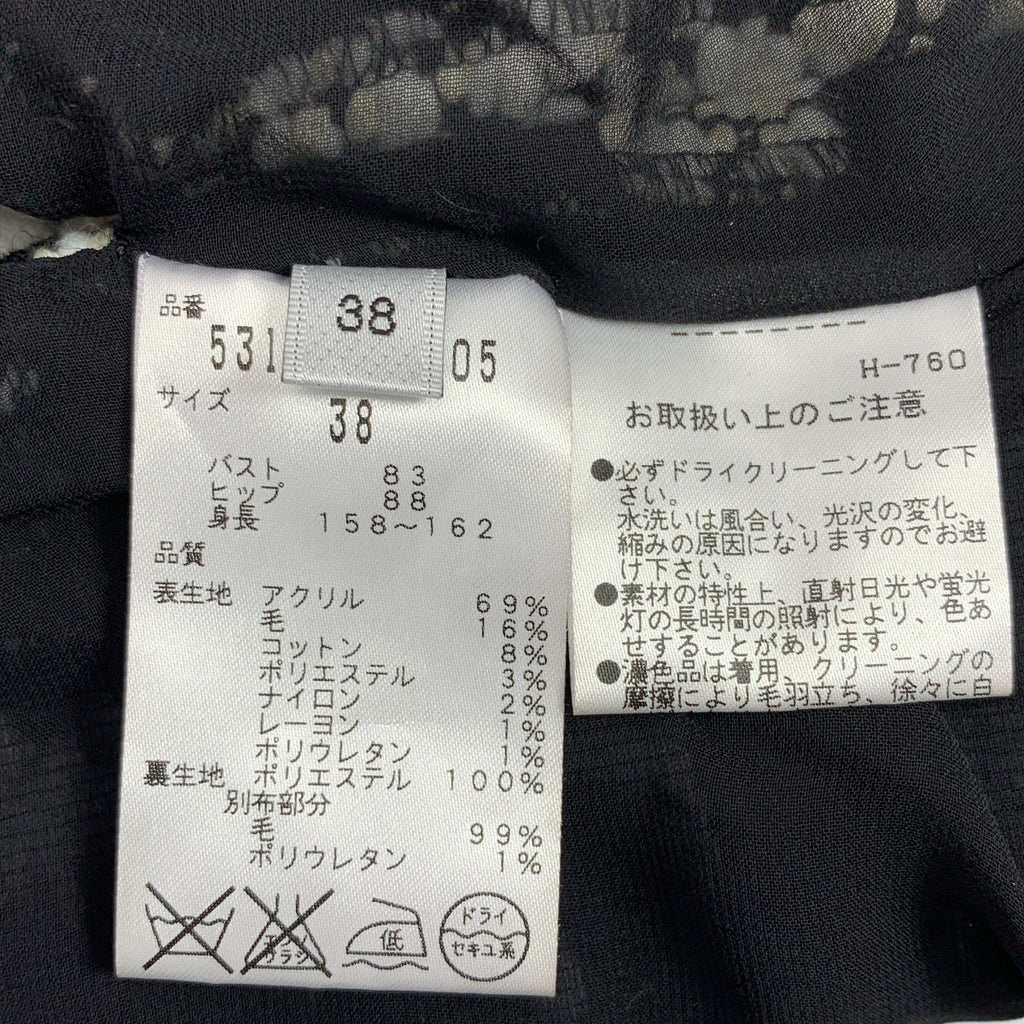 38
品番
531
05
サイズ
38
バスト 83
ヒップ 88
身長 158～162
品質
表生地 アクリル 69%
毛 16%
コットン 8%
ポリエステル 3%
ナイロン 2%
レーヨン 1%
ポリウレタン 1%
裏生地 ポリエステル 100%
別布部分
毛 99%
ポリウレタン 1%
エンソ
サラシ
低
ドライ
セキユ系
H-760
お取扱い上のご注意
●必ずドライクリーニングして下
さい。
水洗いは風合い、光沢の変化、
縮みの原因になりますのでお避
け下さい。
●素材の特性上、直射日光や蛍光
灯の長時間の照射により、色あ
せすることがあります。
●濃色品は着用、クリーニングの
摩擦により毛羽立ち、徐々に白